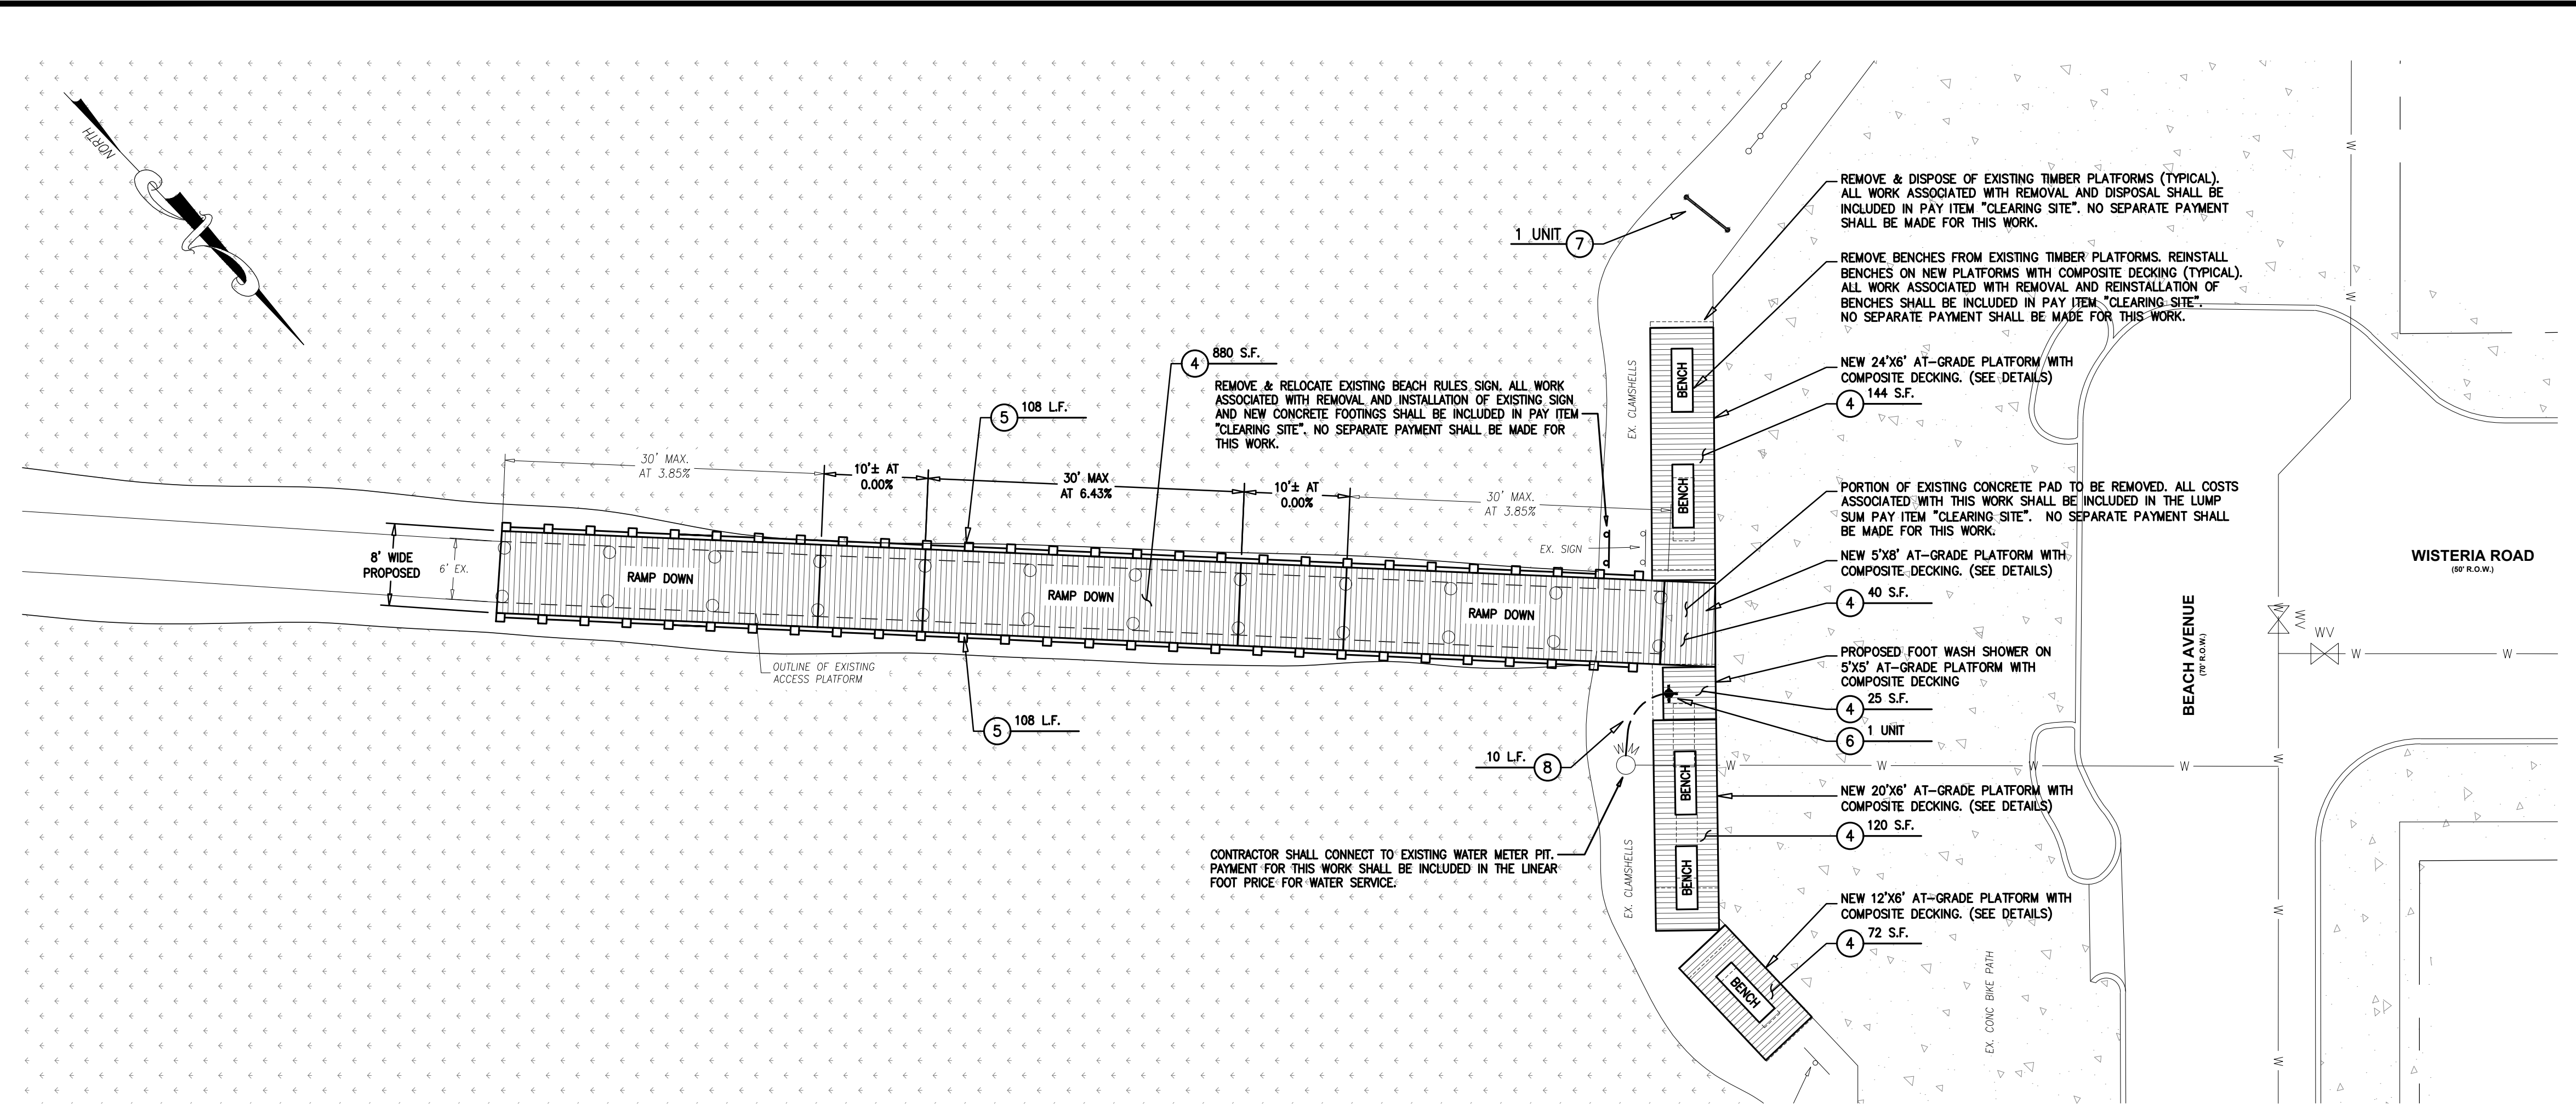 NORTH
1 UNIT
7
REMOVE & DISPOSE OF EXISTING TIMBER PLATFORMS (TYPICAL).
ALL WORK ASSOCIATED WITH REMOVAL AND DISPOSAL SHALL BE
INCLUDED IN PAY ITEM "CLEARING SITE". NO SEPARATE PAYMENT
SHALL BE MADE FOR THIS WORK.
REMOVE BENCHES FROM EXISTING TIMBER PLATFORMS. REINSTALL
BENCHES ON NEW PLATFORMS WITH COMPOSITE DECKING (TYPICAL).
ALL WORK ASSOCIATED WITH REMOVAL AND REINSTALLATION OF
BENCHES SHALL BE INCLUDED IN PAY ITEM "CLEARING SITE".
NO SEPARATE PAYMENT SHALL BE MADE FOR THIS WORK.
4
880 S.F.
REMOVE & RELOCATE EXISTING BEACH RULES SIGN. ALL WORK
ASSOCIATED WITH REMOVAL AND INSTALLATION OF EXISTING SIGN
AND NEW CONCRETE FOOTINGS SHALL BE INCLUDED IN PAY ITEM
"CLEARING SITE". NO SEPARATE PAYMENT SHALL BE MADE FOR
THIS WORK.
5
108 L.F.
EX. CLAMSHELLS
BENCH
BENCH
NEW 24'X6' AT-GRADE PLATFORM WITH
COMPOSITE DECKING. (SEE DETAILS)
4
144 S.F.
30' MAX.
AT 3.85%
10'± AT
0.00%
30' MAX
AT 6.43%
10'± AT
0.00%
30' MAX.
AT 3.85%
PORTION OF EXISTING CONCRETE PAD TO BE REMOVED. ALL COSTS
ASSOCIATED WITH THIS WORK SHALL BE INCLUDED IN THE LUMP
SUM PAY ITEM "CLEARING SITE". NO SEPARATE PAYMENT SHALL
BE MADE FOR THIS WORK.
EX. SIGN
8' WIDE
PROPOSED
6' EX.
RAMP DOWN
RAMP DOWN
RAMP DOWN
NEW 5'X8' AT-GRADE PLATFORM WITH
COMPOSITE DECKING. (SEE DETAILS)
4
40 S.F.
WISTERIA ROAD
(50' R.O.W.)
BEACH AVENUE
(70' R.O.W.)
OUTLINE OF EXISTING
ACCESS PLATFORM
5
108 L.F.
PROPOSED FOOT WASH SHOWER ON
5'X5' AT-GRADE PLATFORM WITH
COMPOSITE DECKING
4
25 S.F.
6
1 UNIT
10 L.F.
8
WM
W
W
W
W
W
W
W
W
W
W
W
W
W
WV
WV
BENCH
BENCH
NEW 20'X6' AT-GRADE PLATFORM WITH
COMPOSITE DECKING. (SEE DETAILS)
4
120 S.F.
CONTRACTOR SHALL CONNECT TO EXISTING WATER METER PIT.
PAYMENT FOR THIS WORK SHALL BE INCLUDED IN THE LINEAR
FOOT PRICE FOR WATER SERVICE.
EX. CLAMSHELLS
NEW 12'X6' AT-GRADE PLATFORM WITH
COMPOSITE DECKING. (SEE DETAILS)
4
72 S.F.
BENCH
EX. CONC BIKE PATH